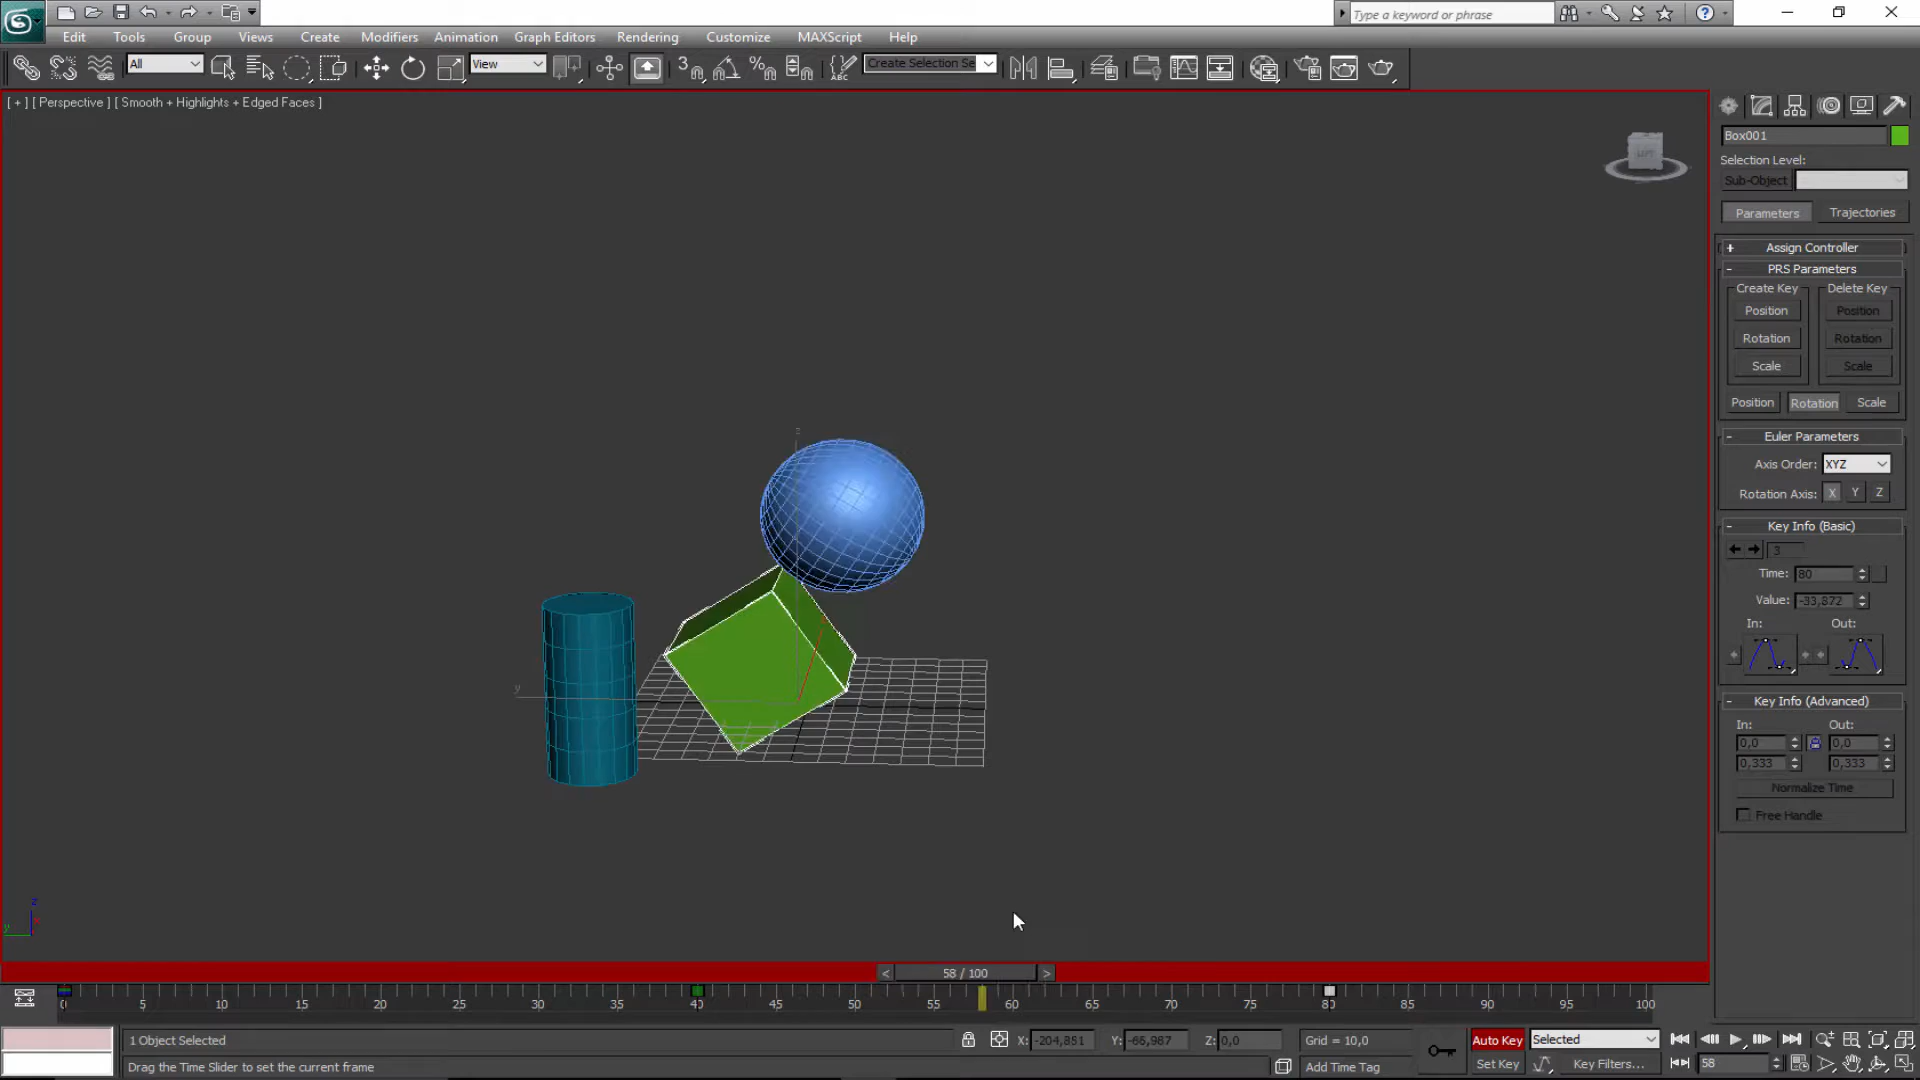 Type a keyword or phrase
Edit Tools Group Views Create Modifiers Animation Graph Editors Rendering Customize MAXScript Help
All View 3 ABC Create Selection Se
[ + ] [ Perspective ] [ Smooth + Highlights + Edged Faces ]
LEFT
Box001
Selection Level:
Sub-Object
Parameters Trajectories
+ Assign Controller
- PRS Parameters
Create Key Delete Key
Position Position
Rotation Rotation
Scale Scale
Position Rotation Scale
- Euler Parameters
Axis Order: XYZ
Rotation Axis: X Y Z
- Key Info (Basic)
3
Time: 80
Value: -33,872
In: Out:
- Key Info (Advanced)
In: Out:
0,0 0,0
0,333 0,333
Normalize Time
Free Handle
z
y
z
x
y
< 58 / 100 >
0 5 10 15 20 25 30 35 40 45 50 55 60 65 70 75 80 85 90 95 100
1 Object Selected X: -204,851 Y: -65,987 Z: 0,0 Grid = 10,0 Auto Key Selected
Drag the Time Slider to set the current frame Add Time Tag Set Key Key Filters... 58